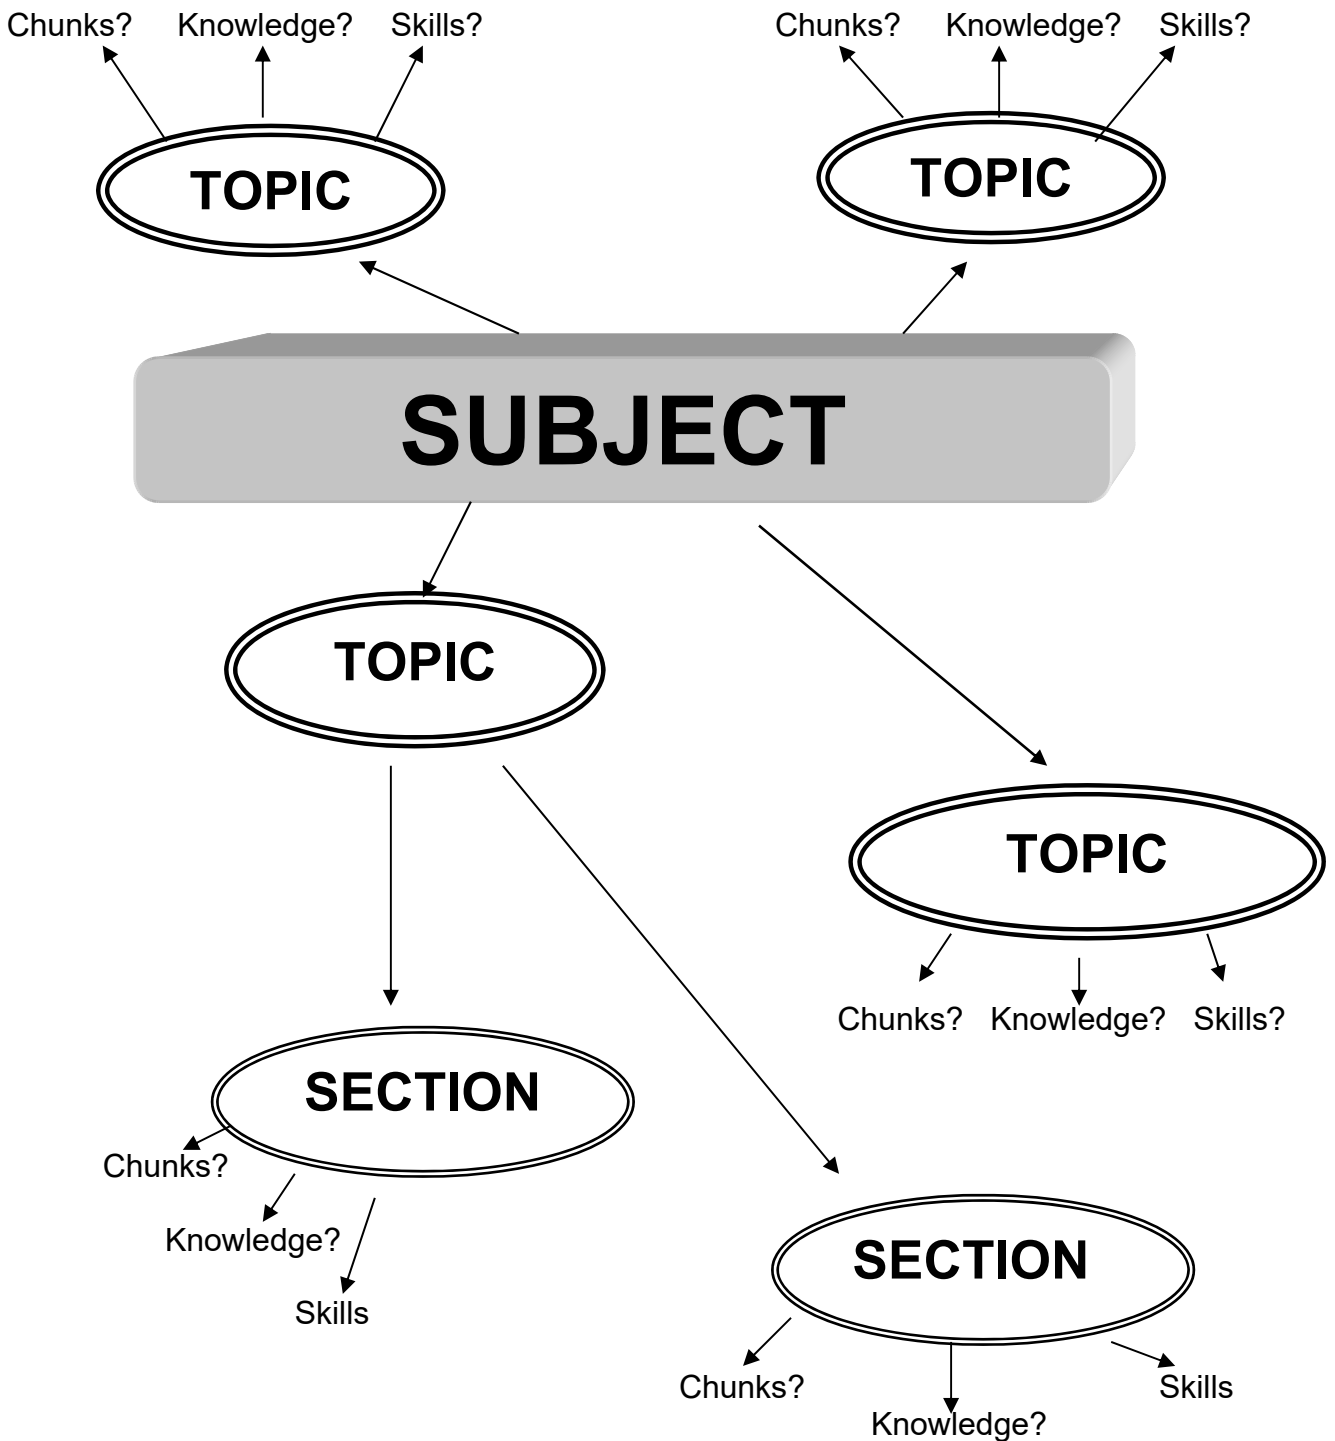 Chunks? Knowledge? Skills? Chunks? Knowledge? Skills?
TOPIC TOPIC
SUBJECT
TOPIC
TOPIC
Chunks? Knowledge? Skills?
SECTION
Chunks?
Knowledge?
SECTION
Skills
Chunks? Skills
Knowledge?